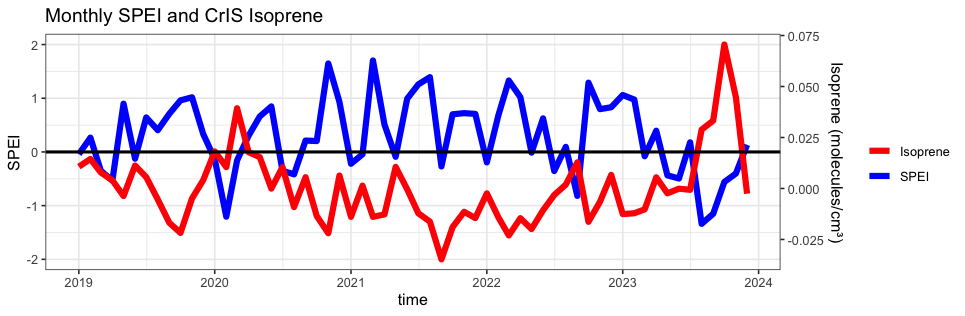 Monthly SPEI and CrIS Isoprene
SPEI
2
1
0
-1
-2
2019
2020
2021
2022
2023
2024
time
0.075
0.050
0.025
0.000
-0.025
Isoprene (molecules/cm³)
Isoprene
SPEI